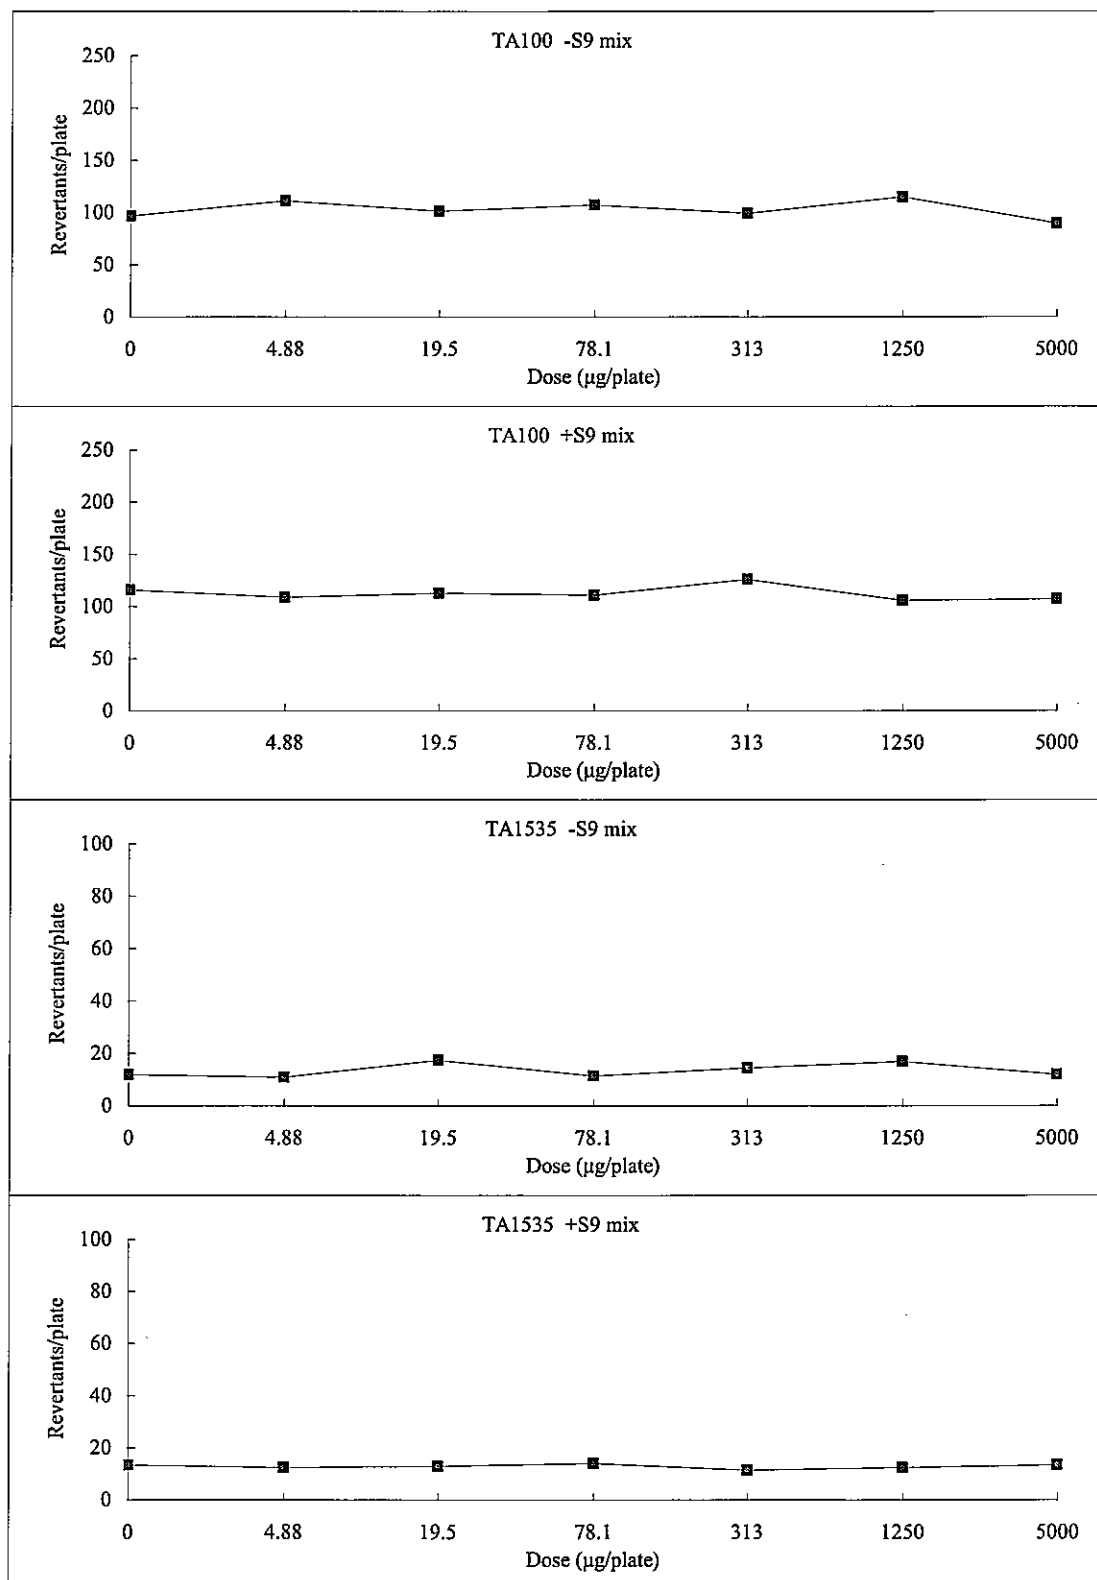 TA100 -S9 mix
250
200
150
100
50
0
Revertants/plate
0 4.88 19.5 78.1 313 1250 5000
Dose (µg/plate)
TA100 +S9 mix
250
200
150
100
50
0
Revertants/plate
0 4.88 19.5 78.1 313 1250 5000
Dose (µg/plate)
TA1535 -S9 mix
100
80
60
40
20
0
Revertants/plate
0 4.88 19.5 78.1 313 1250 5000
Dose (µg/plate)
TA1535 +S9 mix
100
80
60
40
20
0
Revertants/plate
0 4.88 19.5 78.1 313 1250 5000
Dose (µg/plate)